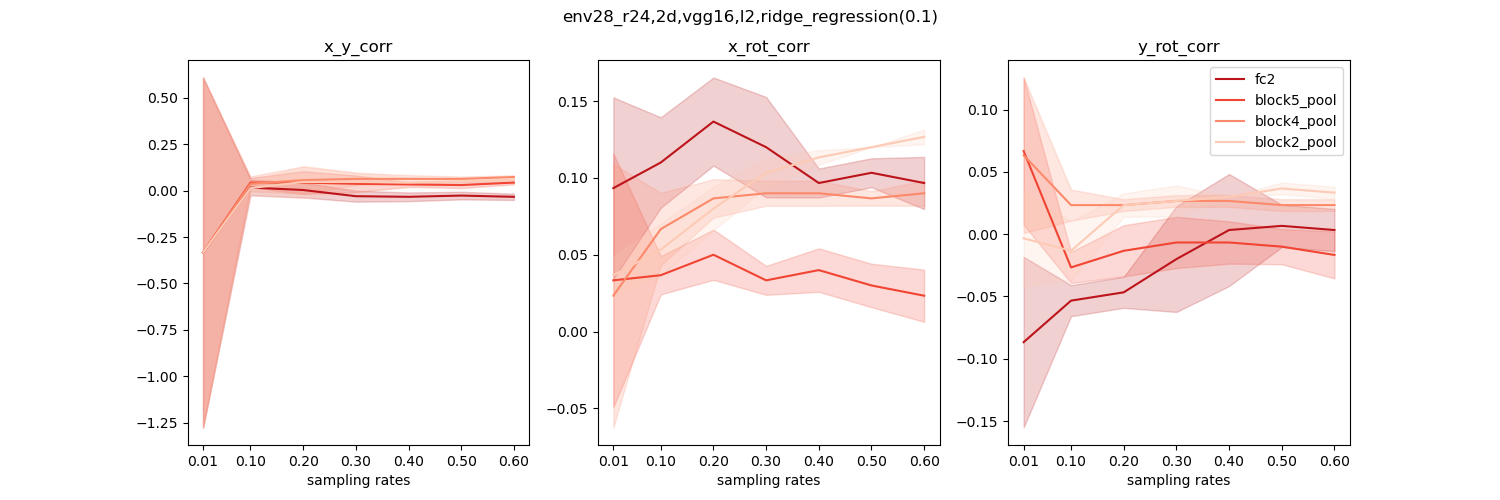 env28_r24,2d,vgg16,l2,ridge_regression(0.1)
x_y_corr
0.50
0.25
0.00
−0.25
−0.50
−0.75
−1.00
−1.25
0.01 0.10 0.20 0.30 0.40 0.50 0.60
sampling rates
x_rot_corr
0.15
0.10
0.05
0.00
−0.05
0.01 0.10 0.20 0.30 0.40 0.50 0.60
sampling rates
y_rot_corr
0.10
0.05
0.00
−0.05
−0.10
−0.15
0.01 0.10 0.20 0.30 0.40 0.50 0.60
sampling rates
fc2
block5_pool
block4_pool
block2_pool